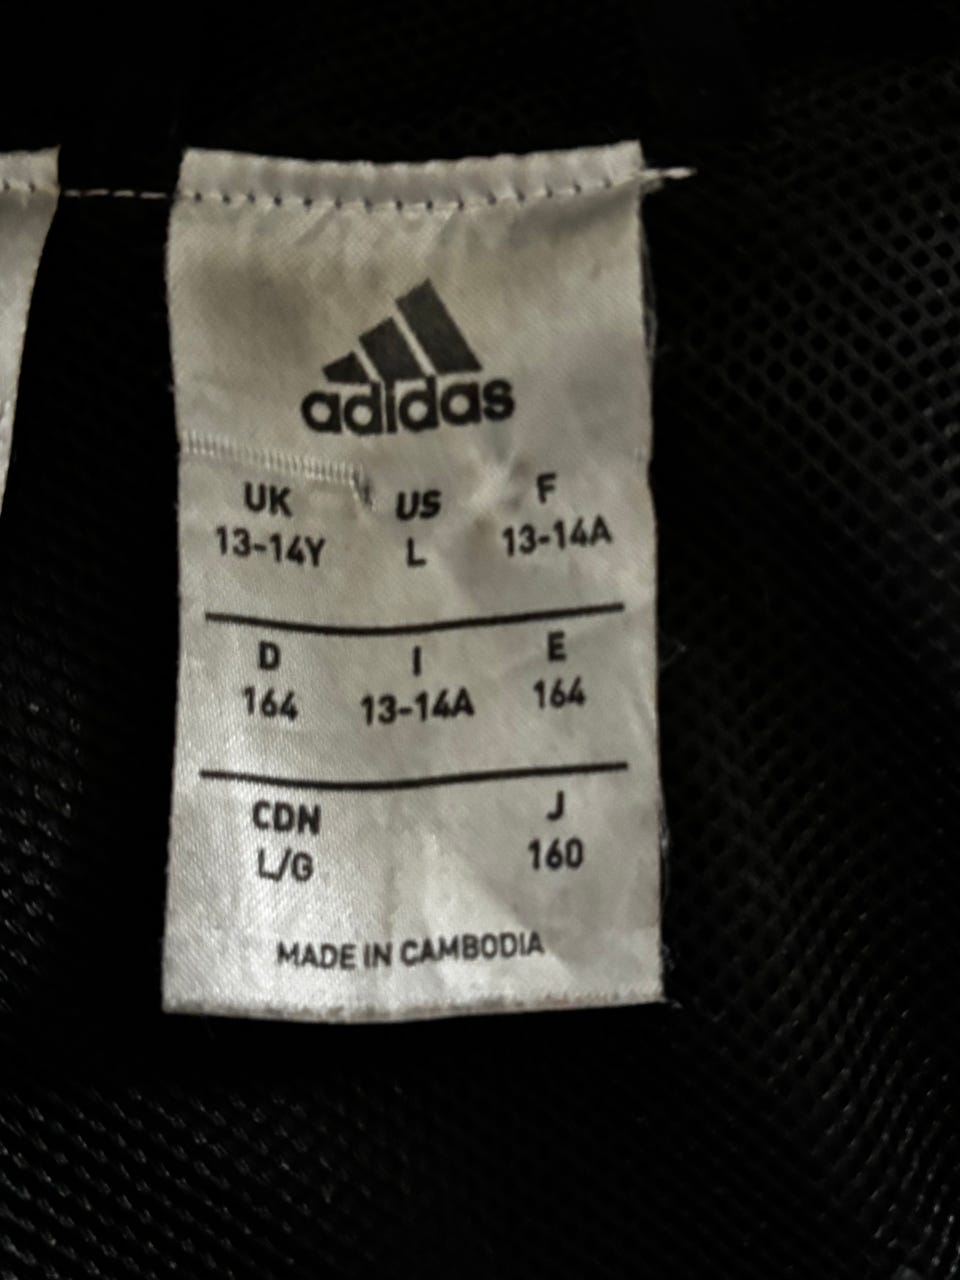 adidas
UK US F
13-14Y L 13-14A
D I E
164 13-14A 164
CDN J
L/G 160
MADE IN CAMBODIA